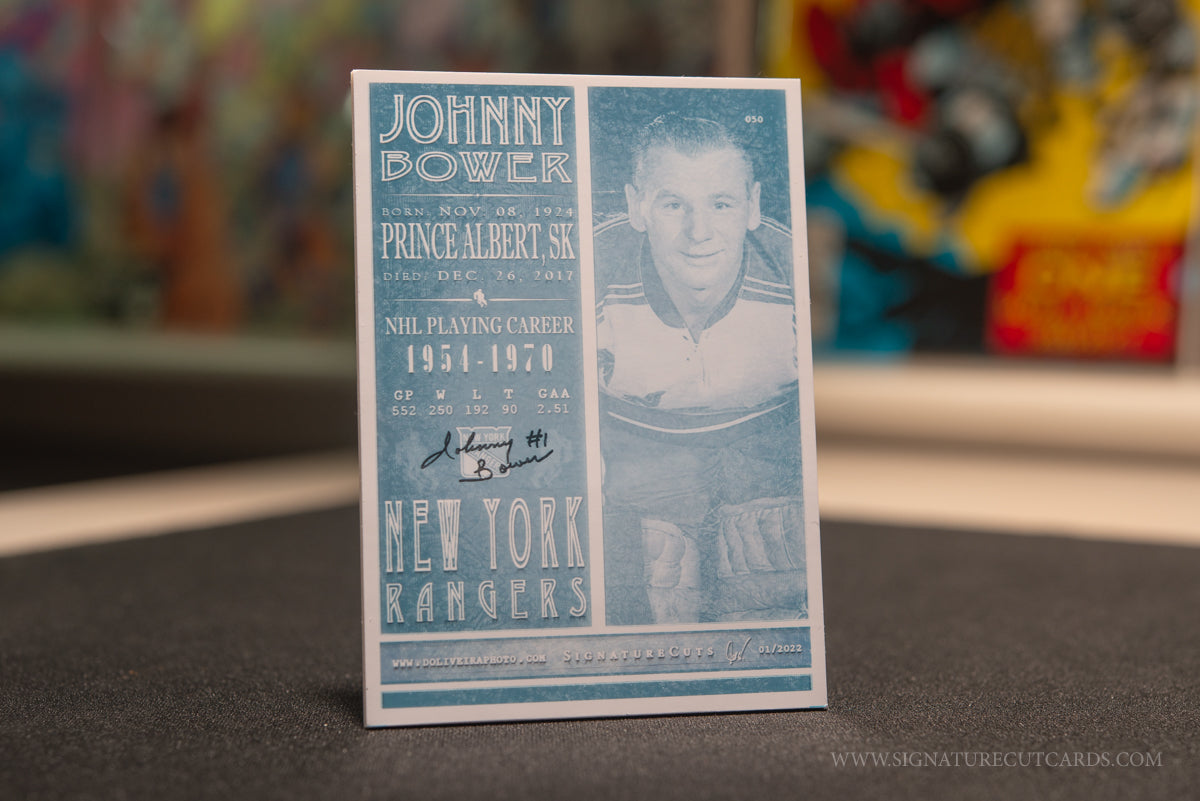 JOHNNY
BOWER
050
BORN: NOV. 08, 1924
PRINCE ALBERT, SK
DIED: DEC. 26, 2017
NHL PLAYING CAREER
1954-1970
GP W L T GAA
552 250 192 90 2.51
NEW YORK
Johnny #1
Bower
NEW YORK
RANGERS
WWW.DOLIVEIRAPHOTO.COM SIGNATURECUTS 01/2022
WWW.SIGNATURECUTCARDS.COM